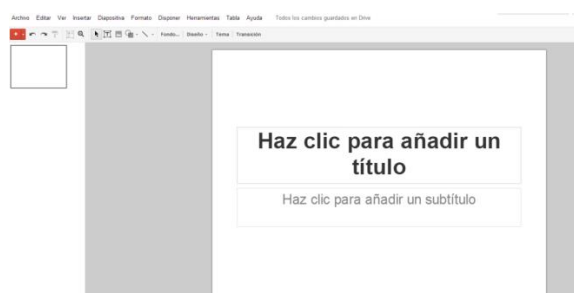 Archivo Editar Ver Insertar Diapositiva Formato Disponer Herramientas Tabla Ayuda Todos los cambios guardados en Drive
Fondo... Diseño Tema Transición
Haz clic para añadir un
título
Haz clic para añadir un subtítulo